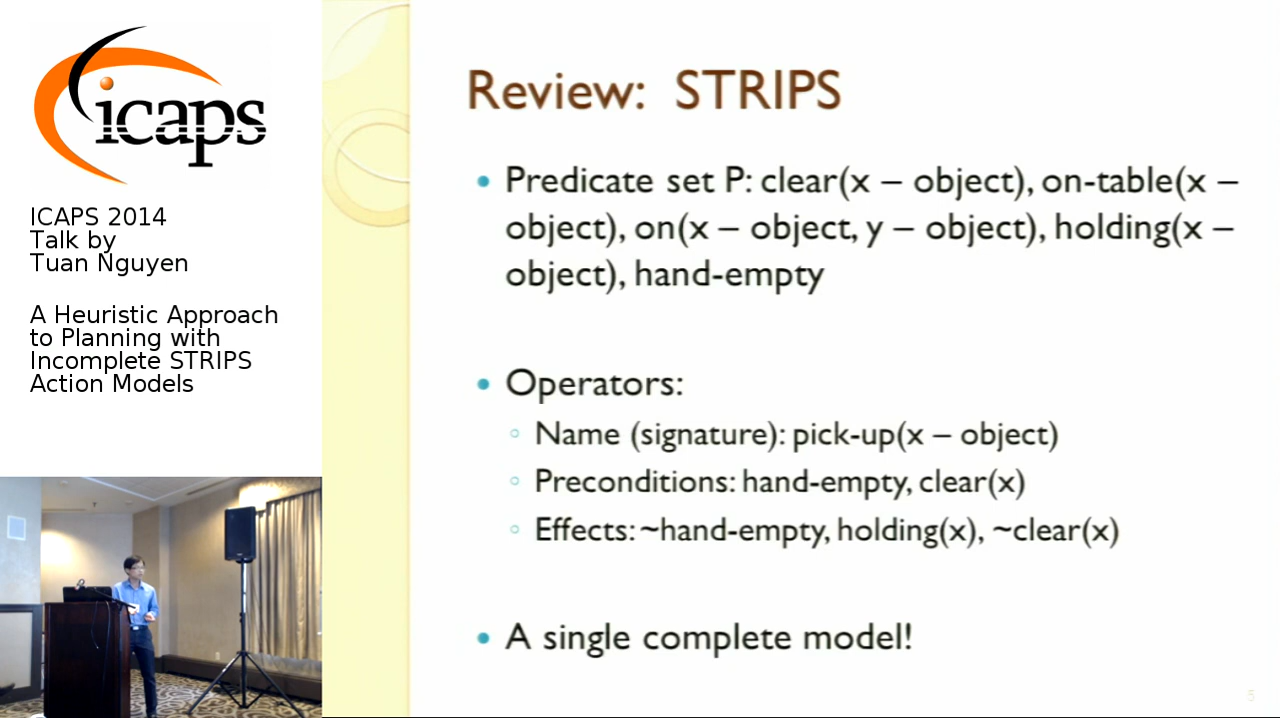 icaps
ICAPS 2014
Talk by
Tuan Nguyen
A Heuristic Approach
to Planning with
Incomplete STRIPS
Action Models
Review: STRIPS
• Predicate set P: clear(x – object), on-table(x –
object), on(x – object, y – object), holding(x –
object), hand-empty
• Operators:
◦ Name (signature): pick-up(x – object)
◦ Preconditions: hand-empty, clear(x)
◦ Effects: ~hand-empty, holding(x), ~clear(x)
• A single complete model!
5